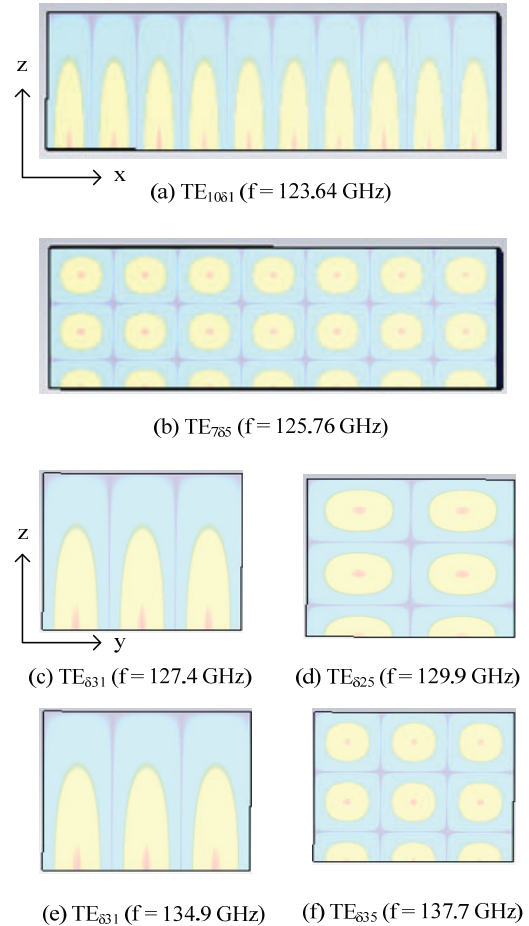 z
x
(a) TE₁₀δ₁ (f = 123.64 GHz)
(b) TE₇δ₅ (f = 125.76 GHz)
z
y
(c) TEδ₃₁ (f = 127.4 GHz)
(d) TEδ₂₅ (f = 129.9 GHz)
(e) TEδ₃₁ (f = 134.9 GHz)
(f) TEδ₃₅ (f = 137.7 GHz)